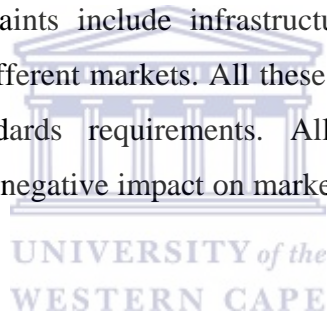 aints include infrastructu
fferent markets. All these
dards requirements. All
negative impact on marke
UNIVERSITY of the
WESTERN CAPE